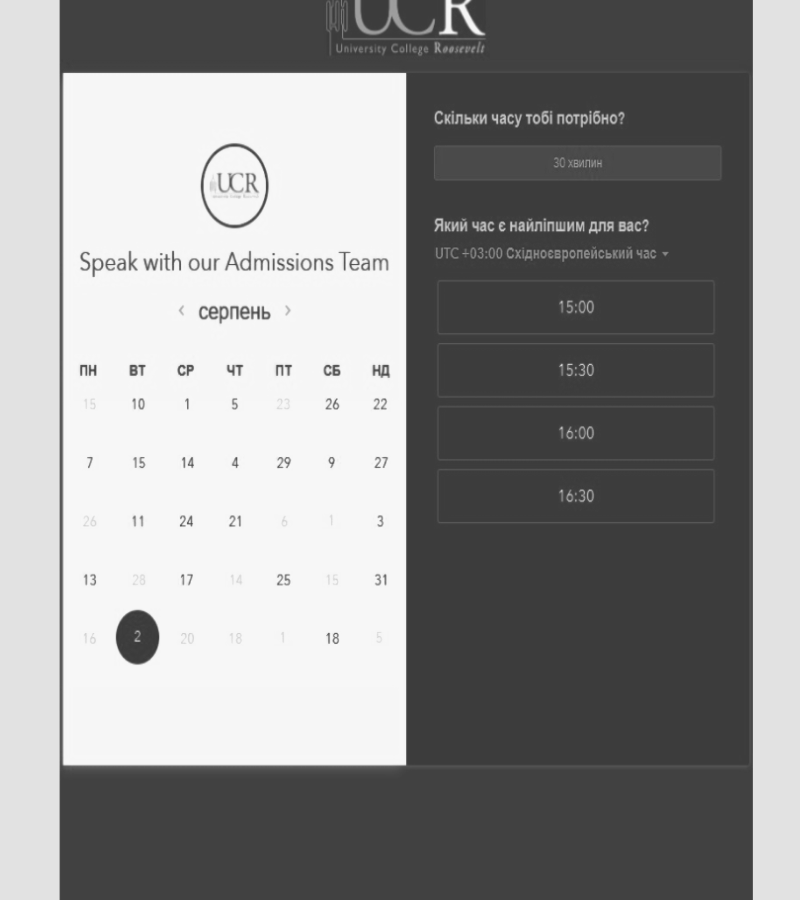 UCR
University College Roosevelt
UCR
Speak with our Admissions Team
‹ серпень ›
ПН ВТ СР ЧТ ПТ СБ НД
15 10 1 5 23 26 22
7 15 14 4 29 9 27
26 11 24 21 6 1 3
13 28 17 14 25 15 31
16 2 20 18 1 18 5
Скільки часу тобі потрібно?
30 хвилин
Який час є найліпшим для вас?
UTC +03:00 Східноєвропейський час
15:00
15:30
16:00
16:30